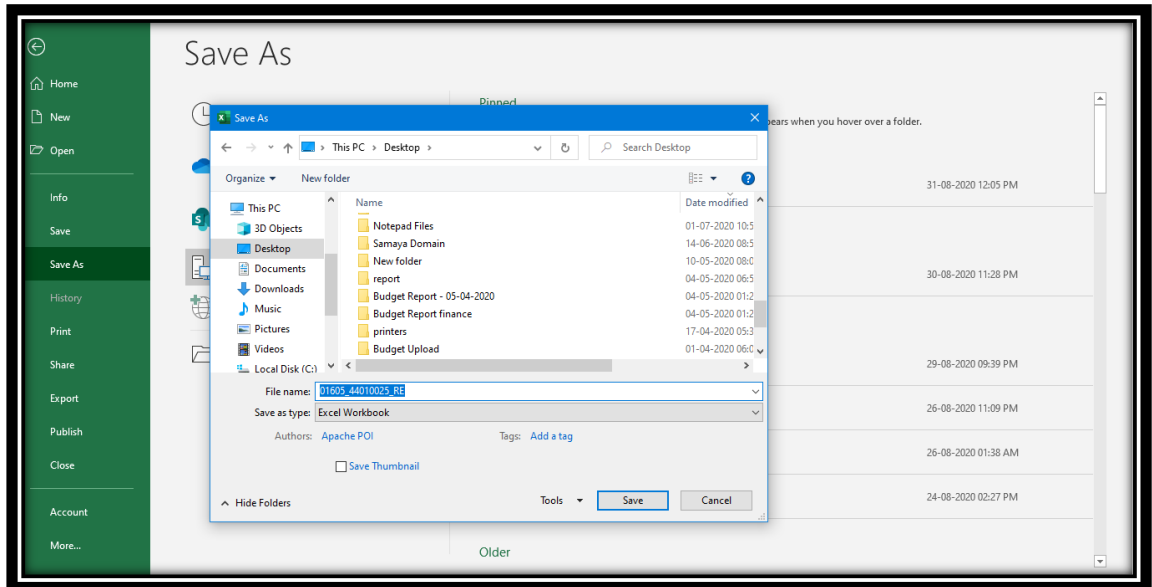 Save As
Home
New
Open
Info
Save
Save As
History
Print
Share
Export
Publish
Close
Account
More...
Pinned
pears when you hover over a folder.
31-08-2020 12:05 PM
30-08-2020 11:28 PM
29-08-2020 09:39 PM
26-08-2020 11:09 PM
26-08-2020 01:38 AM
24-08-2020 02:27 PM
Older
Save As
This PC > Desktop >
Search Desktop
Organize New folder
This PC
3D Objects
Desktop
Documents
Downloads
Music
Pictures
Videos
Local Disk (C:)
Name Date modified
Notepad Files 01-07-2020 10:5
Samaya Domain 14-06-2020 08:5
New folder 10-05-2020 08:0
report 04-05-2020 06:5
Budget Report - 05-04-2020 04-05-2020 01:2
Budget Report finance 04-05-2020 01:2
printers 17-04-2020 05:3
Budget Upload 01-04-2020 06:0
File name: 01605_44010025_RE
Save as type: Excel Workbook
Authors: Apache POI Tags: Add a tag
Save Thumbnail
Hide Folders Tools Save Cancel